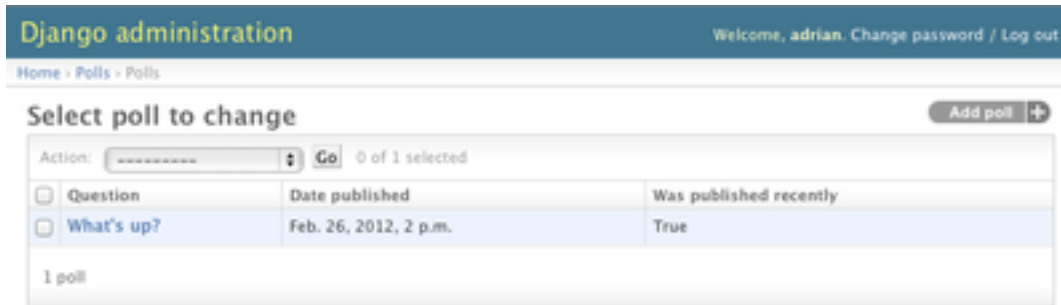 Django administration
Welcome, adrian. Change password / Log out
Home › Polls › Polls
Select poll to change
Add poll +
Action: --------- Go 0 of 1 selected
Question Date published Was published recently
What's up? Feb. 26, 2012, 2 p.m. True
1 poll